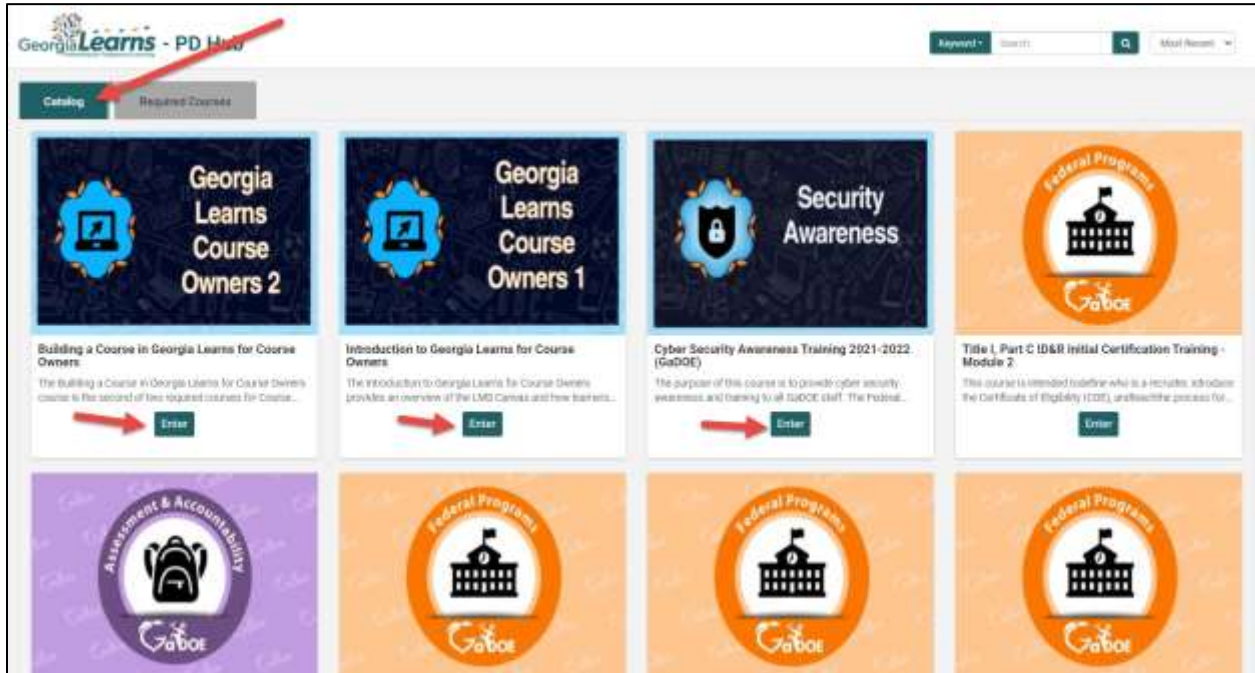 Georgia Learns - PD Hub
Keyword
Search
Most Recent
Catalog
Required Courses
Georgia
Learns
Course
Owners 2
Georgia
Learns
Course
Owners 1
Security
Awareness
Federal Programs
GaDOE
Building a Course in Georgia Learns for Course
Owners
The Building a Course in Georgia Learns for Course Owners
course is the second of two required courses for Course...
Enter
Introduction to Georgia Learns for Course
Owners
The Introduction to Georgia Learns for Course Owners
provides an overview of the LMS Canvas and how learners...
Enter
Cyber Security Awareness Training 2021-2022
(GaDOE)
The purpose of this course is to provide cyber security
awareness and training to all GaDOE staff. The Federal...
Enter
Title I, Part C ID&R Initial Certification Training -
Module 2
This course is intended to define who is a recruiter, introduce
the Certificate of Eligibility (COE), and the process for...
Enter
Assessment & Accountability
GaDOE
Federal Programs
GaDOE
Federal Programs
GaDOE
Federal Programs
GaDOE